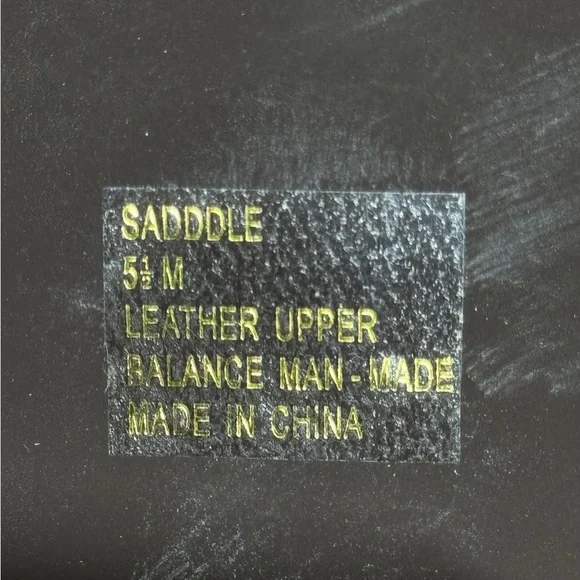 SADDDLE
5½ M
LEATHER UPPER
BALANCE MAN-MADE
MADE IN CHINA